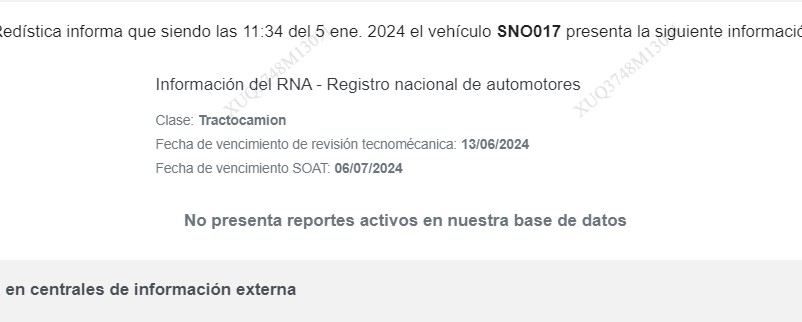 Redística informa que siendo las 11:34 del 5 ene. 2024 el vehículo SNO017 presenta la siguiente informació
XUQ3748M130
XUQ3748M130
Información del RNA - Registro nacional de automotores
Clase: Tractocamion
Fecha de vencimiento de revisión tecnomécanica: 13/06/2024
Fecha de vencimiento SOAT: 06/07/2024
No presenta reportes activos en nuestra base de datos
en centrales de información externa